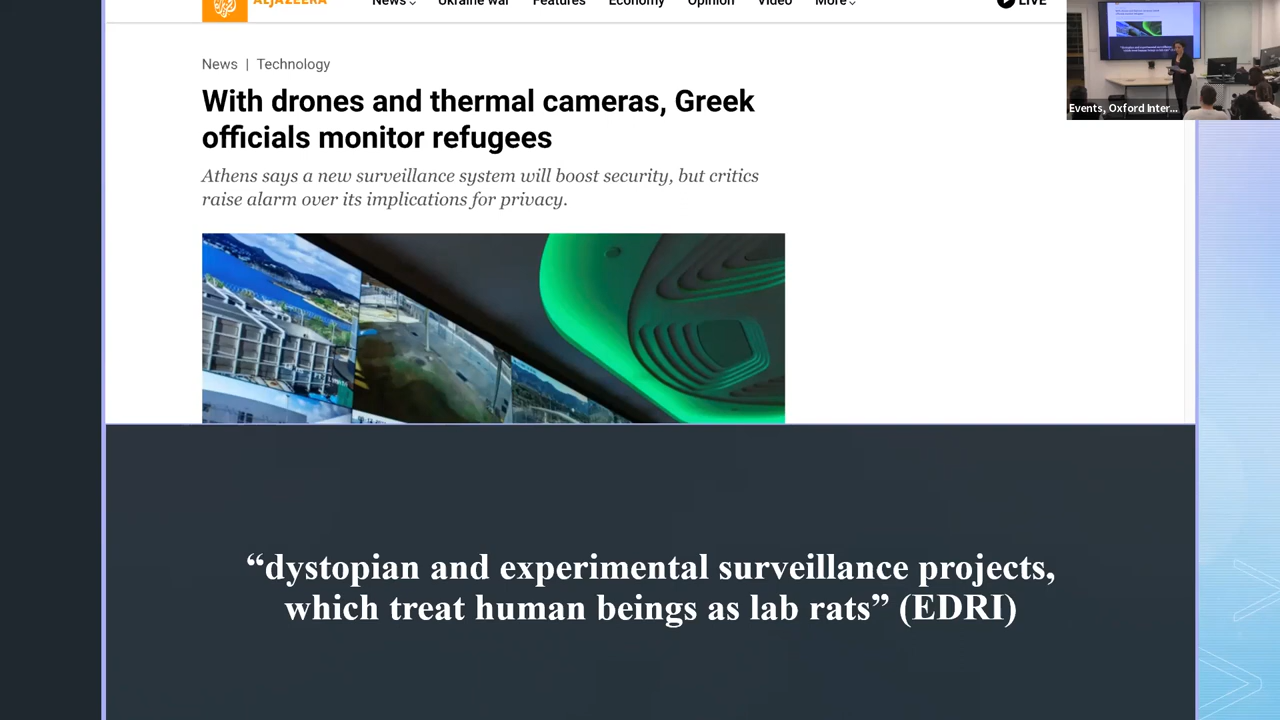 ALJAZEERA
News
Ukraine war
Features
Economy
Opinion
Video
More
LIVE
News | Technology
With drones and thermal cameras, Greek
officials monitor refugees
Athens says a new surveillance system will boost security, but critics
raise alarm over its implications for privacy.
Events, Oxford Inter...
“dystopian and experimental surveillance projects,
which treat human beings as lab rats” (EDRI)